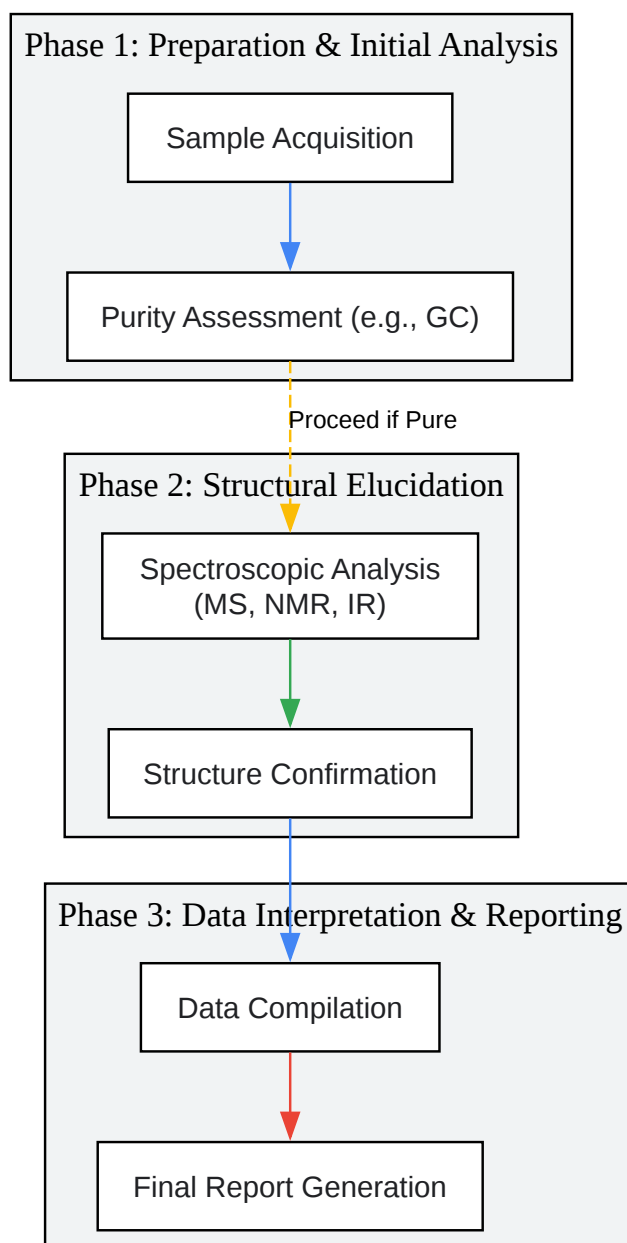 Phase 1: Preparation & Initial Analysis
Sample Acquisition
Purity Assessment (e.g., GC)
Proceed if Pure
Phase 2: Structural Elucidation
Spectroscopic Analysis
(MS, NMR, IR)
Structure Confirmation
Phase 3: Data Interpretation & Reporting
Data Compilation
Final Report Generation